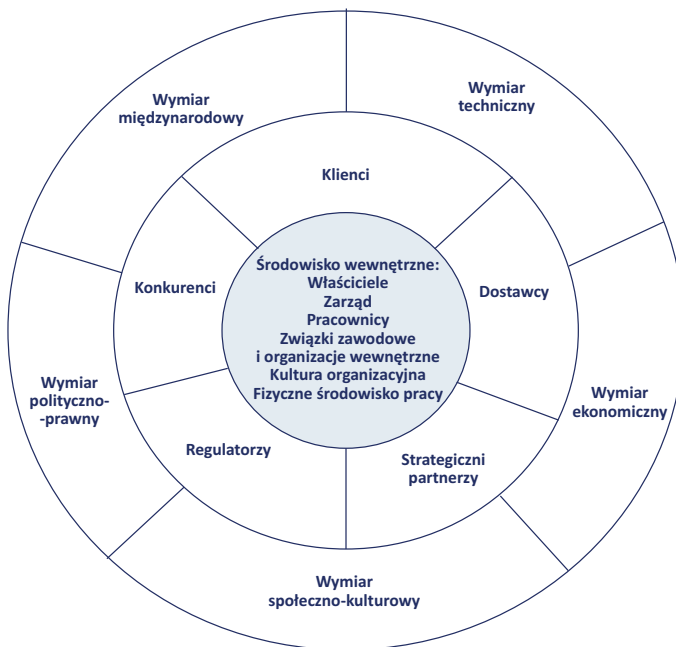 Wymiar
międzynarodowy
Wymiar
techniczny
Klienci
Konkurenci
Środowisko wewnętrzne:
Właściciele
Zarząd
Pracownicy
Związki zawodowe
i organizacje wewnętrzne
Kultura organizacyjna
Fizyczne środowisko pracy
Dostawcy
Wymiar
polityczno-
-prawny
Wymiar
ekonomiczny
Regulatorzy
Strategiczni
partnerzy
Wymiar
społeczno-kulturowy